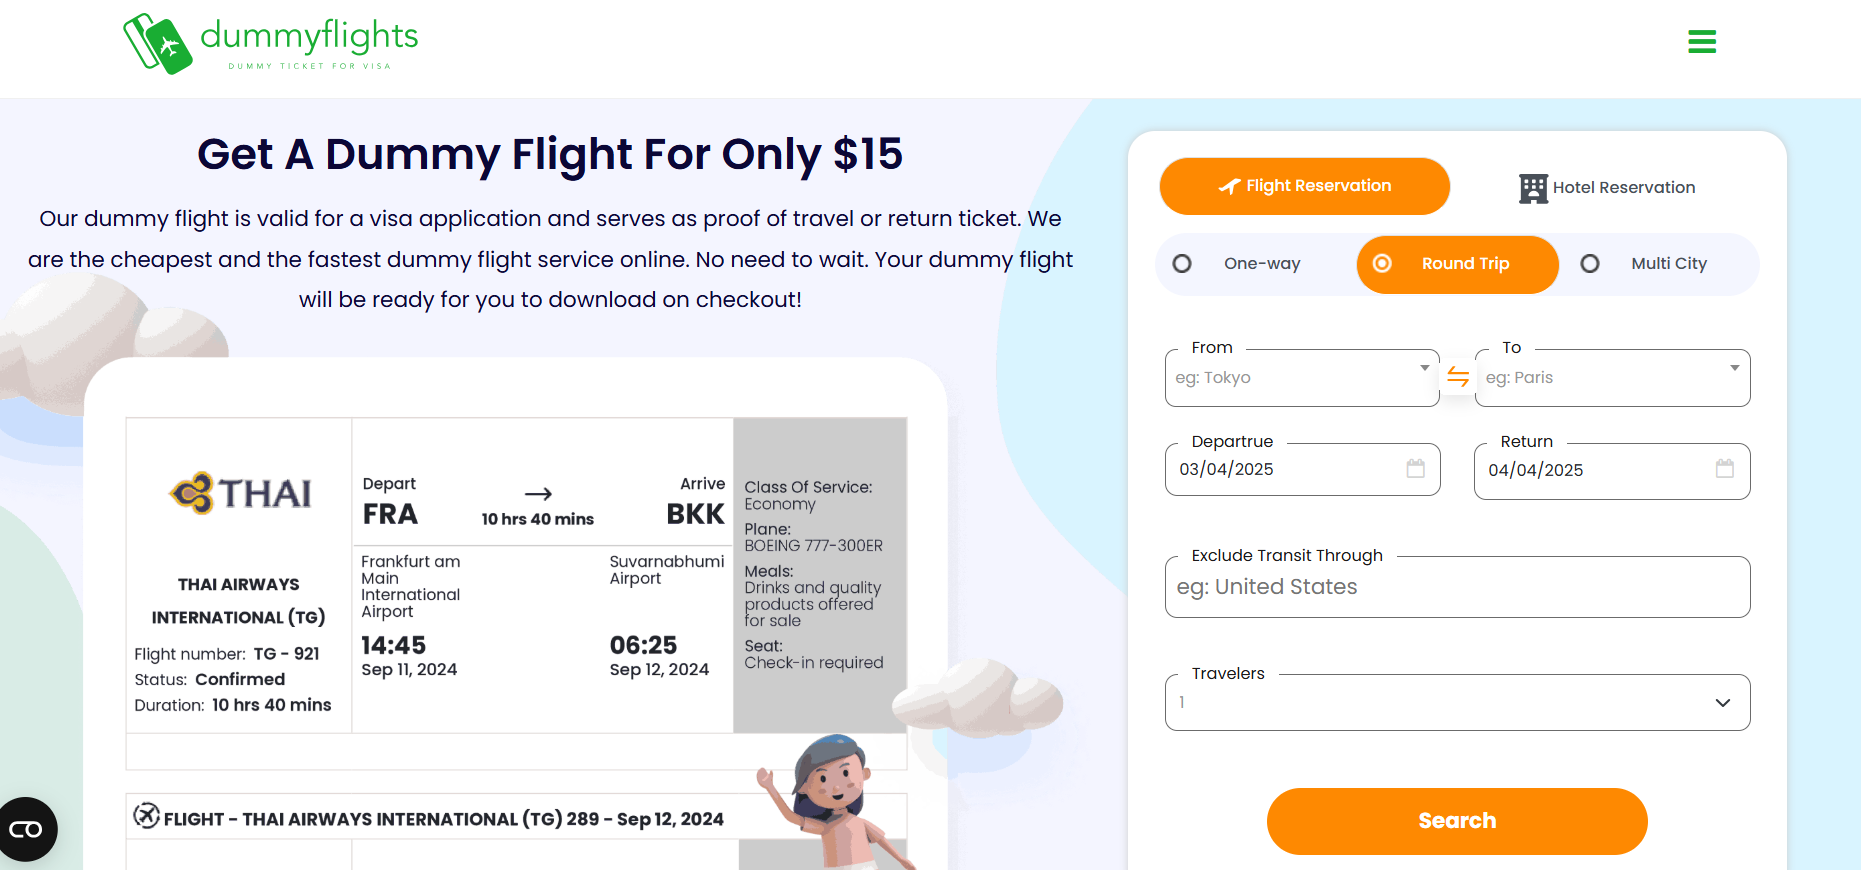 dummyflights
DUMMY TICKET FOR VISA
Get A Dummy Flight For Only $15
Our dummy flight is valid for a visa application and serves as proof of travel or return ticket. We
are the cheapest and the fastest dummy flight service online. No need to wait. Your dummy flight
will be ready for you to download on checkout!
THAI
THAI AIRWAYS
INTERNATIONAL (TG)
Flight number: TG - 921
Status: Confirmed
Duration: 10 hrs 40 mins
Depart
FRA
10 hrs 40 mins
Arrive
BKK
Frankfurt am
Main
International
Airport
14:45
Sep 11, 2024
Suvarnabhumi
Airport
06:25
Sep 12, 2024
Class Of Service:
Economy
Plane:
BOEING 777-300ER
Meals:
Drinks and quality
products offered
for sale
Seat:
Check-in required
FLIGHT - THAI AIRWAYS INTERNATIONAL (TG) 289 - Sep 12, 2024
Flight Reservation
Hotel Reservation
One-way
Round Trip
Multi City
From
eg: Tokyo
To
eg: Paris
Departrue
03/04/2025
Return
04/04/2025
Exclude Transit Through
eg: United States
Travelers
1
Search